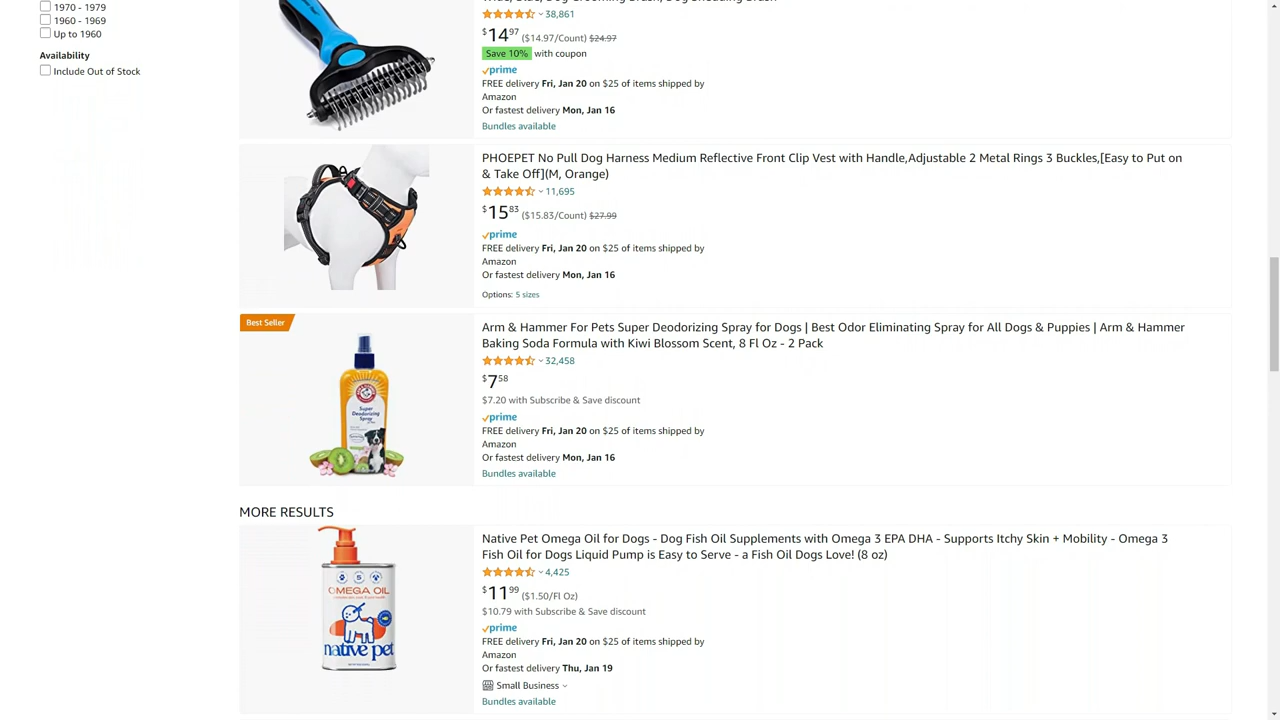 1970 - 1979
1960 - 1969
Up to 1960
Availability
Include Out of Stock
38,861
$14 97 ($14.97/Count) $24.97
Save 10% with coupon
prime
FREE delivery Fri, Jan 20 on $25 of items shipped by
Amazon
Or fastest delivery Mon, Jan 16
Bundles available
PHOEPET No Pull Dog Harness Medium Reflective Front Clip Vest with Handle,Adjustable 2 Metal Rings 3 Buckles,[Easy to Put on
& Take Off](M, Orange)
11,695
$15 83 ($15.83/Count) $27.99
prime
FREE delivery Fri, Jan 20 on $25 of items shipped by
Amazon
Or fastest delivery Mon, Jan 16
Options: 5 sizes
Best Seller
Arm & Hammer For Pets Super Deodorizing Spray for Dogs | Best Odor Eliminating Spray for All Dogs & Puppies | Arm & Hammer
Baking Soda Formula with Kiwi Blossom Scent, 8 Fl Oz - 2 Pack
32,458
$7 58
$7.20 with Subscribe & Save discount
prime
FREE delivery Fri, Jan 20 on $25 of items shipped by
Amazon
Or fastest delivery Mon, Jan 16
Bundles available
Super
Deodorizing
Spray
MORE RESULTS
Native Pet Omega Oil for Dogs - Dog Fish Oil Supplements with Omega 3 EPA DHA - Supports Itchy Skin + Mobility - Omega 3
Fish Oil for Dogs Liquid Pump is Easy to Serve - a Fish Oil Dogs Love! (8 oz)
4,425
$11 99 ($1.50/Fl Oz)
$10.79 with Subscribe & Save discount
prime
FREE delivery Fri, Jan 20 on $25 of items shipped by
Amazon
Or fastest delivery Thu, Jan 19
Small Business
Bundles available
5
OMEGA OIL
native pet